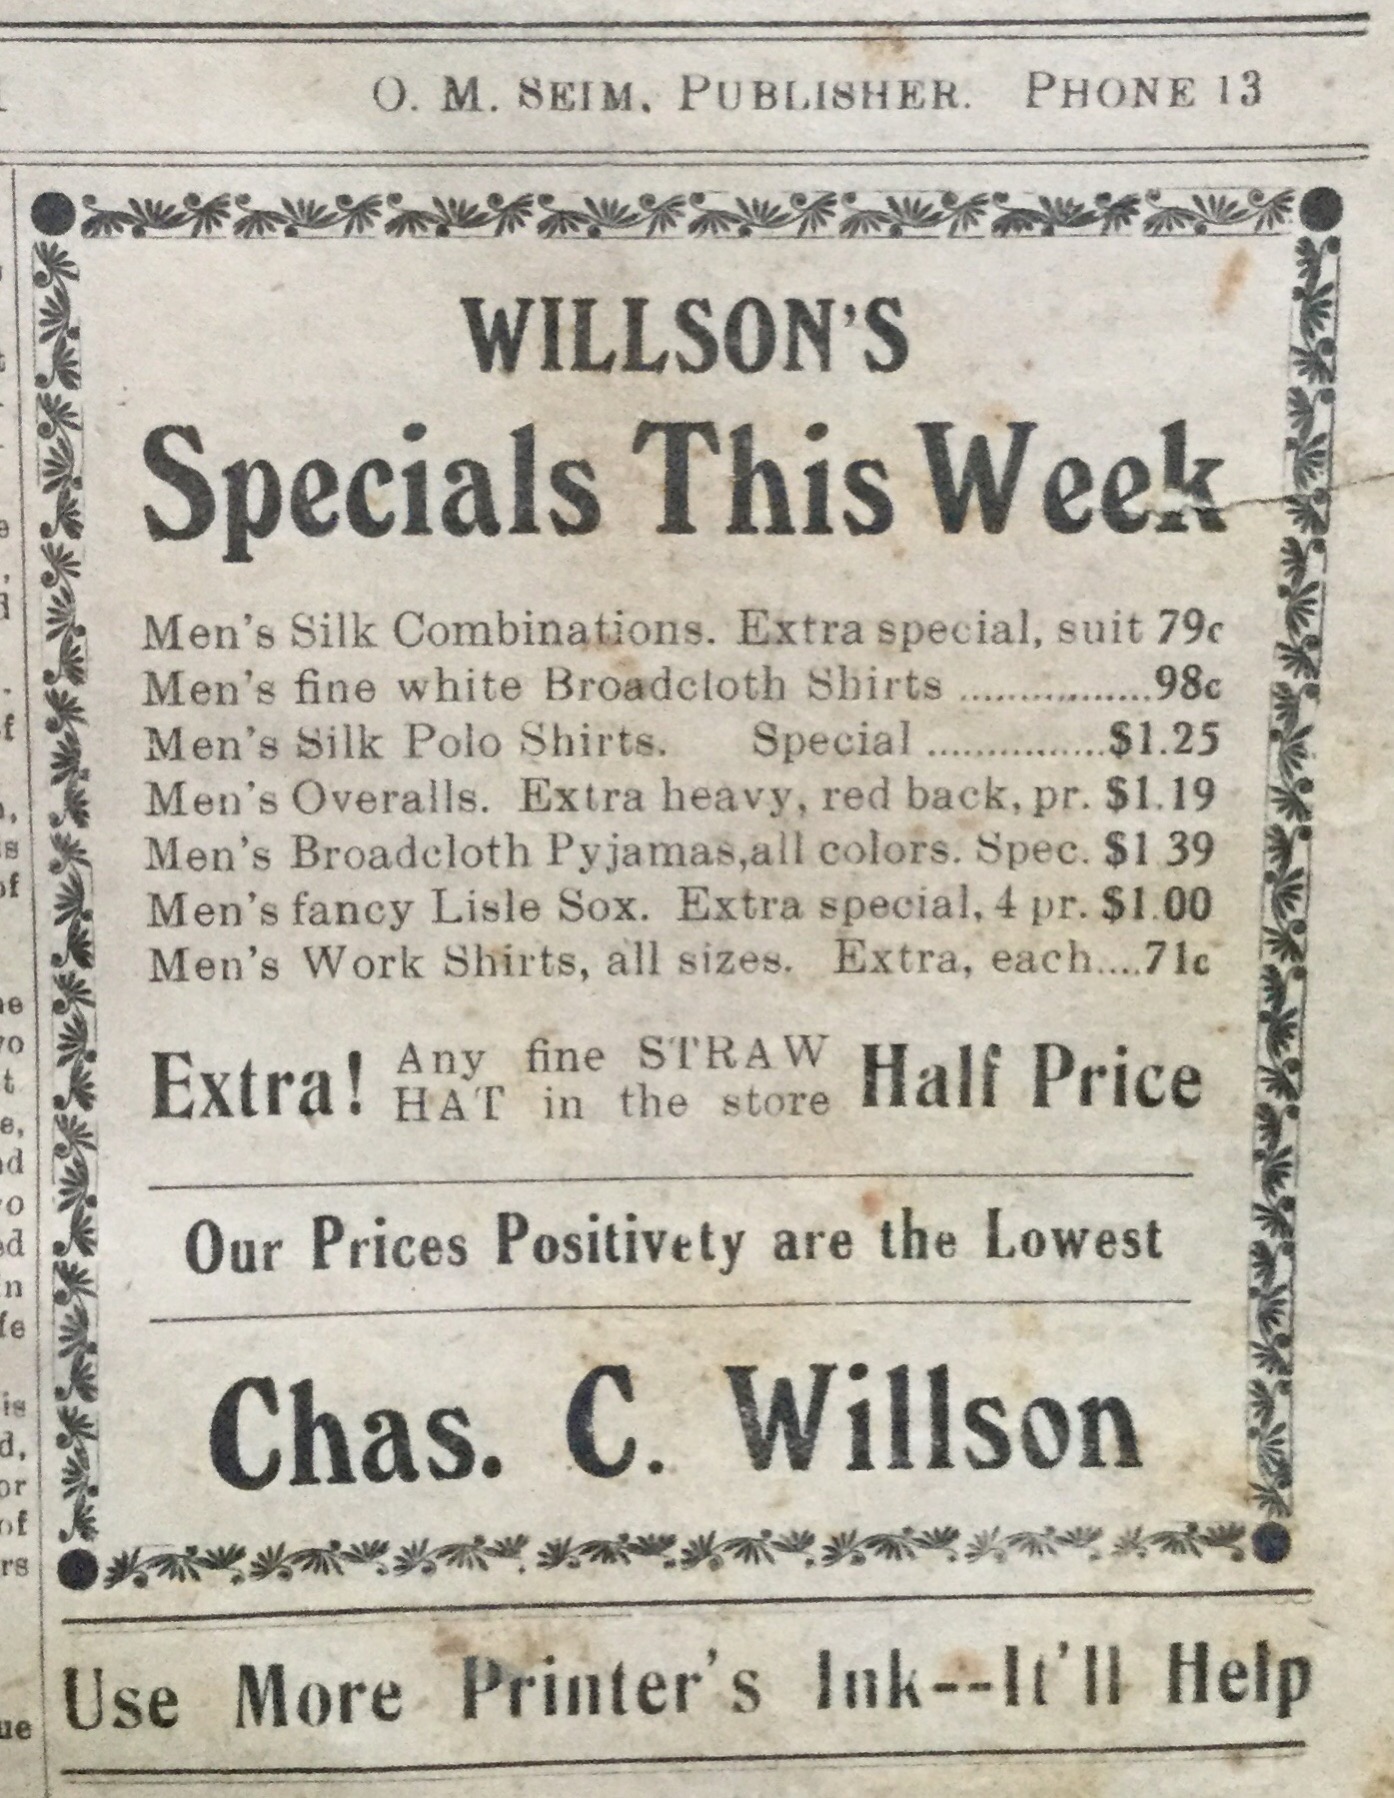 O. M. SEIM, PUBLISHER. PHONE 13
WILLSON'S
Specials This Week
Men's Silk Combinations. Extra special, suit 79c
Men's fine white Broadcloth Shirts ................98c
Men's Silk Polo Shirts. Special ...............$1.25
Men's Overalls. Extra heavy, red back, pr. $1.19
Men's Broadcloth Pyjamas,all colors. Spec. $1 39
Men's fancy Lisle Sox. Extra special, 4 pr. $1.00
Men's Work Shirts, all sizes. Extra, each....71c
Extra! Any fine STRAW HAT in the store Half Price
Our Prices Positivety are the Lowest
Chas. C. Willson
Use More Printer's Ink--It'll Help